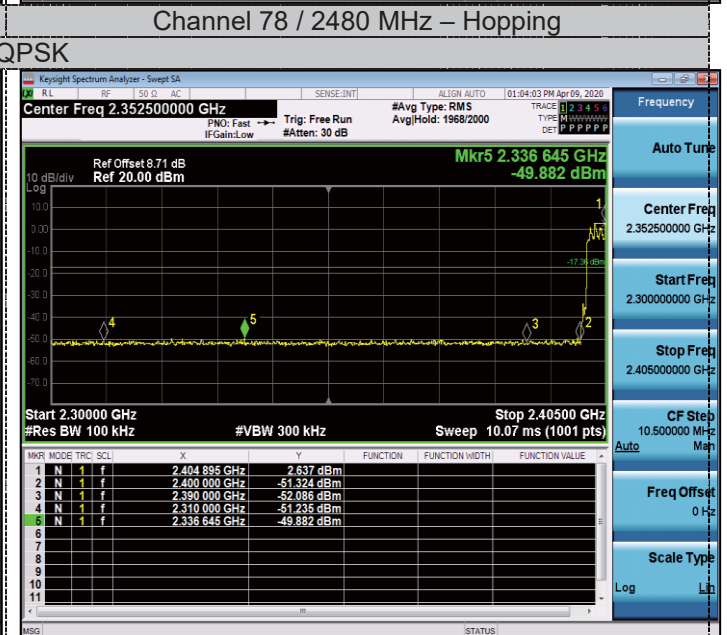 Channel 78 / 2480 MHz – Hopping
QPSK
Keysight Spectrum Analyzer - Swept SA
RL RF 50 Ω AC SENSE:INT ALIGN AUTO 01:04:03 PM Apr 09, 2020
Center Freq 2.352500000 GHz
PNO: Fast
IFGain:Low
Trig: Free Run
#Atten: 30 dB
#Avg Type: RMS
Avg|Hold: 1968/2000
TRACE 1 2 3 4 5 6
TYPE M WWWWW
DET P P P P P P
Frequency
Auto Tune
Mkr5 2.336 645 GHz
-49.882 dBm
Ref Offset 8.71 dB
10 dB/div Ref 20.00 dBm
Log
10.0
0.00
-10.0
-20.0
-30.0
-40.0
-50.0
-60.0
-70.0
1
-17.36 dBm
4
5
3
2
Start 2.30000 GHz Stop 2.40500 GHz
#Res BW 100 kHz #VBW 300 kHz Sweep 10.07 ms (1001 pts)
Center Freq
2.352500000 GHz
Start Freq
2.300000000 GHz
Stop Freq
2.405000000 GHz
CF Step
10.500000 MHz
Auto Man
Freq Offset
0 Hz
Scale Type
Log Lin
MKR MODE TRC SCL X Y FUNCTION FUNCTION WIDTH FUNCTION VALUE
1 N 1 f 2.404 895 GHz 2.637 dBm
2 N 1 f 2.400 000 GHz -51.324 dBm
3 N 1 f 2.390 000 GHz -52.086 dBm
4 N 1 f 2.310 000 GHz -51.235 dBm
5 N 1 f 2.336 645 GHz -49.882 dBm
6
7
8
9
10
11
MSG STATUS